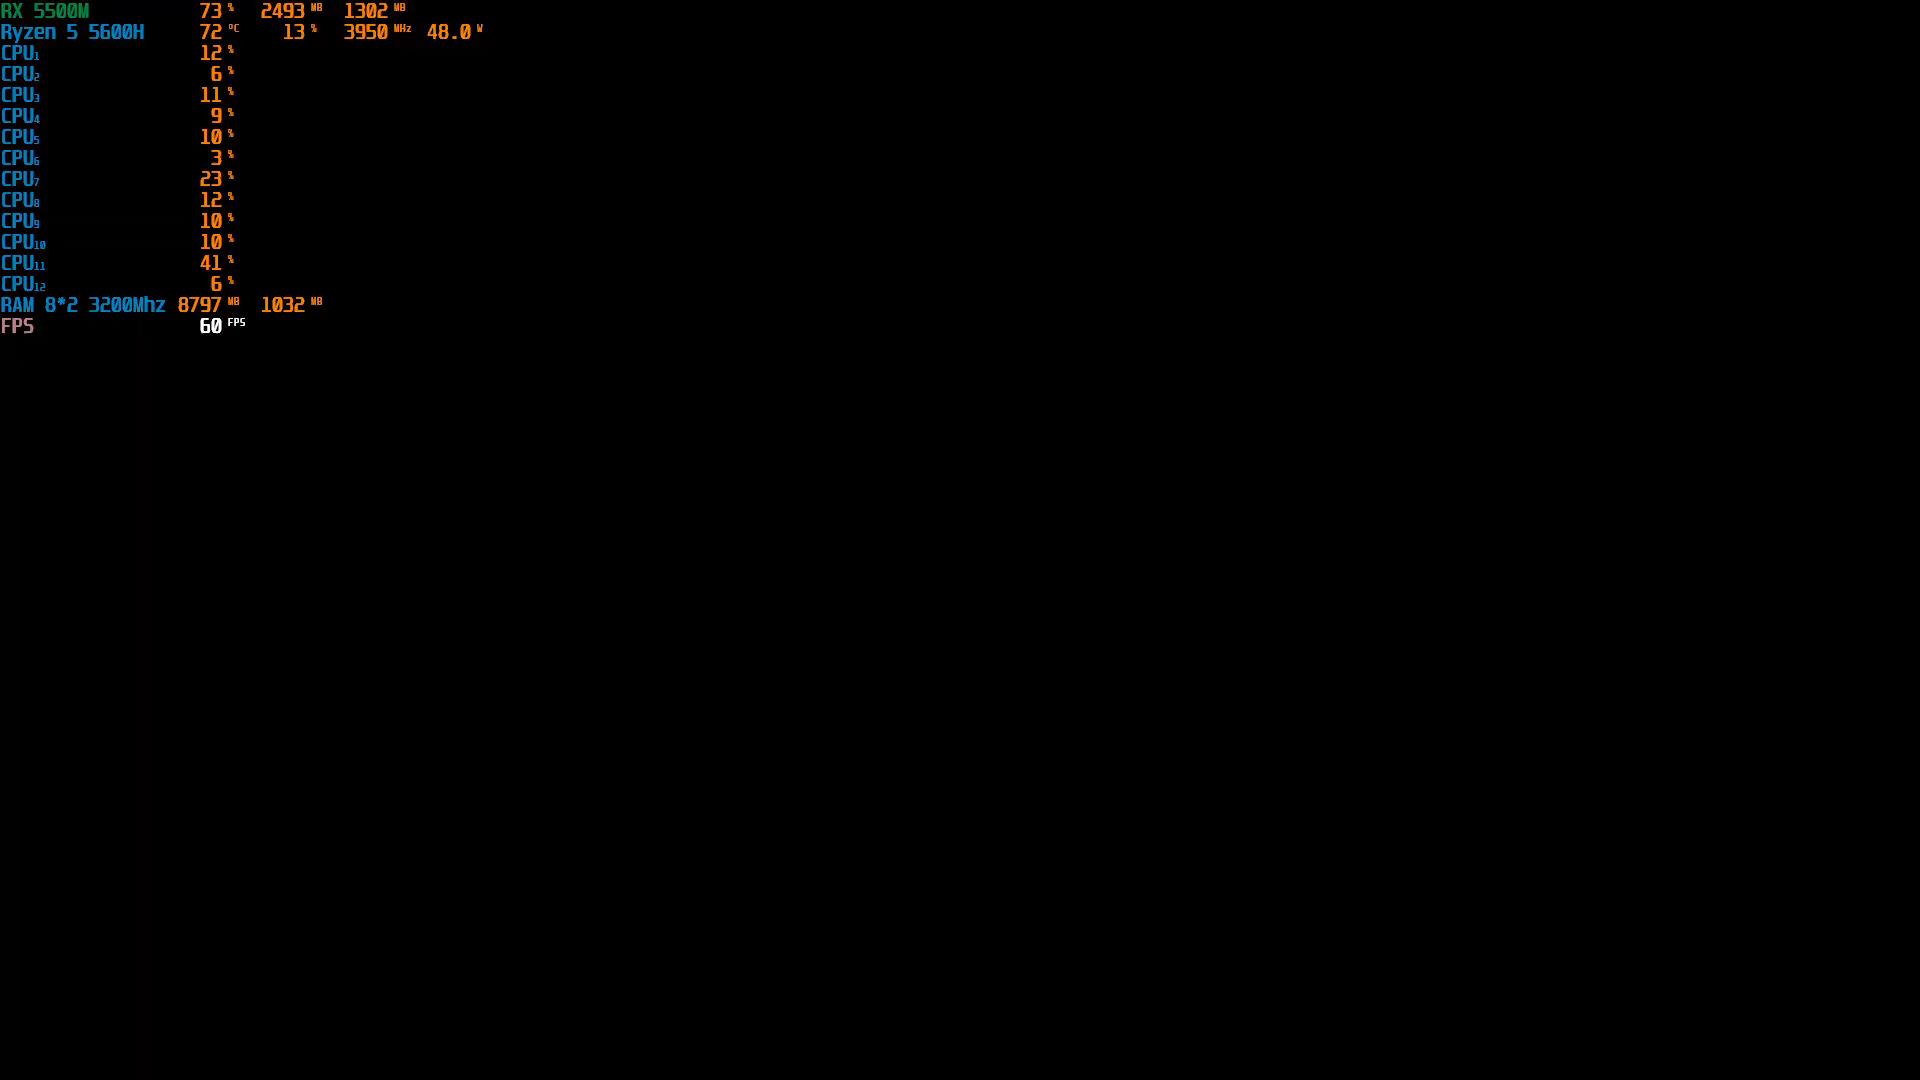 RX 5500M 73 % 2493 MB 1302 MB
Ryzen 5 5600H 72 °C 13 % 3950 MHz 48.0 W
CPU1 12 %
CPU2 6 %
CPU3 11 %
CPU4 9 %
CPU5 10 %
CPU6 3 %
CPU7 23 %
CPU8 12 %
CPU9 10 %
CPU10 10 %
CPU11 41 %
CPU12 6 %
RAM 8*2 3200Mhz 8797 MB 1032 MB
FPS 60 FPS